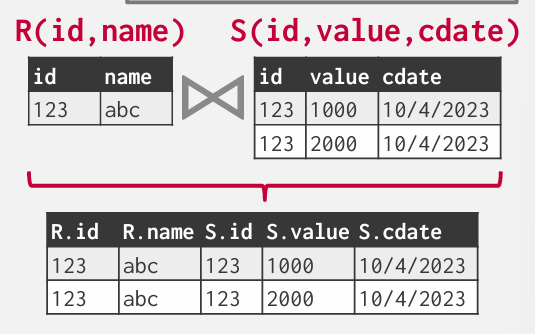 R(id,name) S(id,value,cdate)
id name
123 abc
id value cdate
123 1000 10/4/2023
123 2000 10/4/2023
R.id R.name S.id S.value S.cdate
123 abc 123 1000 10/4/2023
123 abc 123 2000 10/4/2023